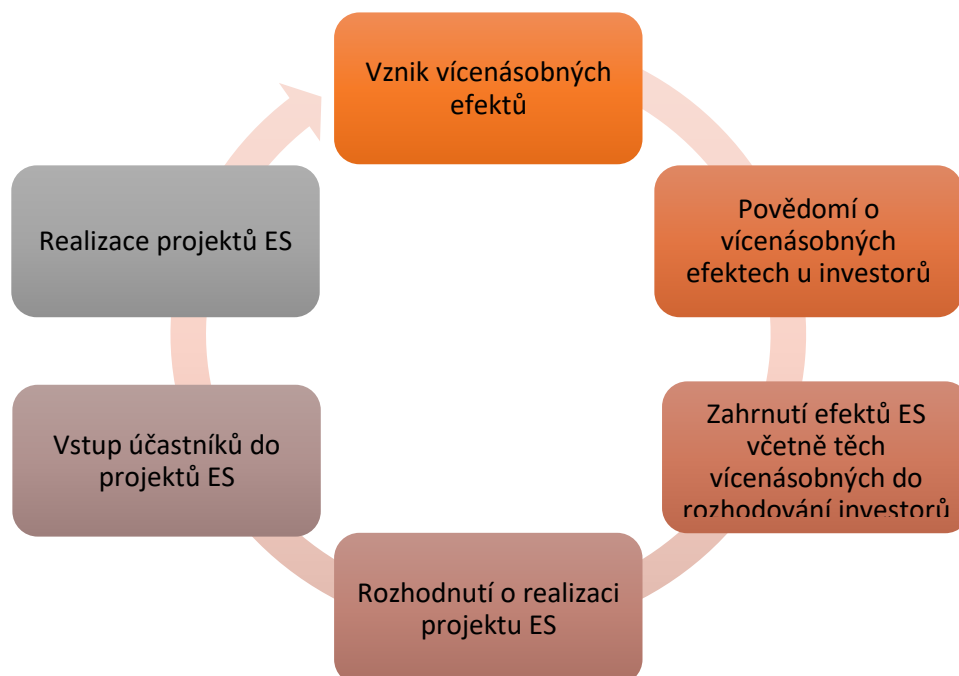 Vznik vícenásobných
efektů
Povědomí o
vícenásobných
efektech u investorů
Zahrnutí efektů ES
včetně těch
vícenásobných do
rozhodování investorů
Rozhodnutí o realizaci
projektu ES
Vstup účastníků do
projektů ES
Realizace projektů ES